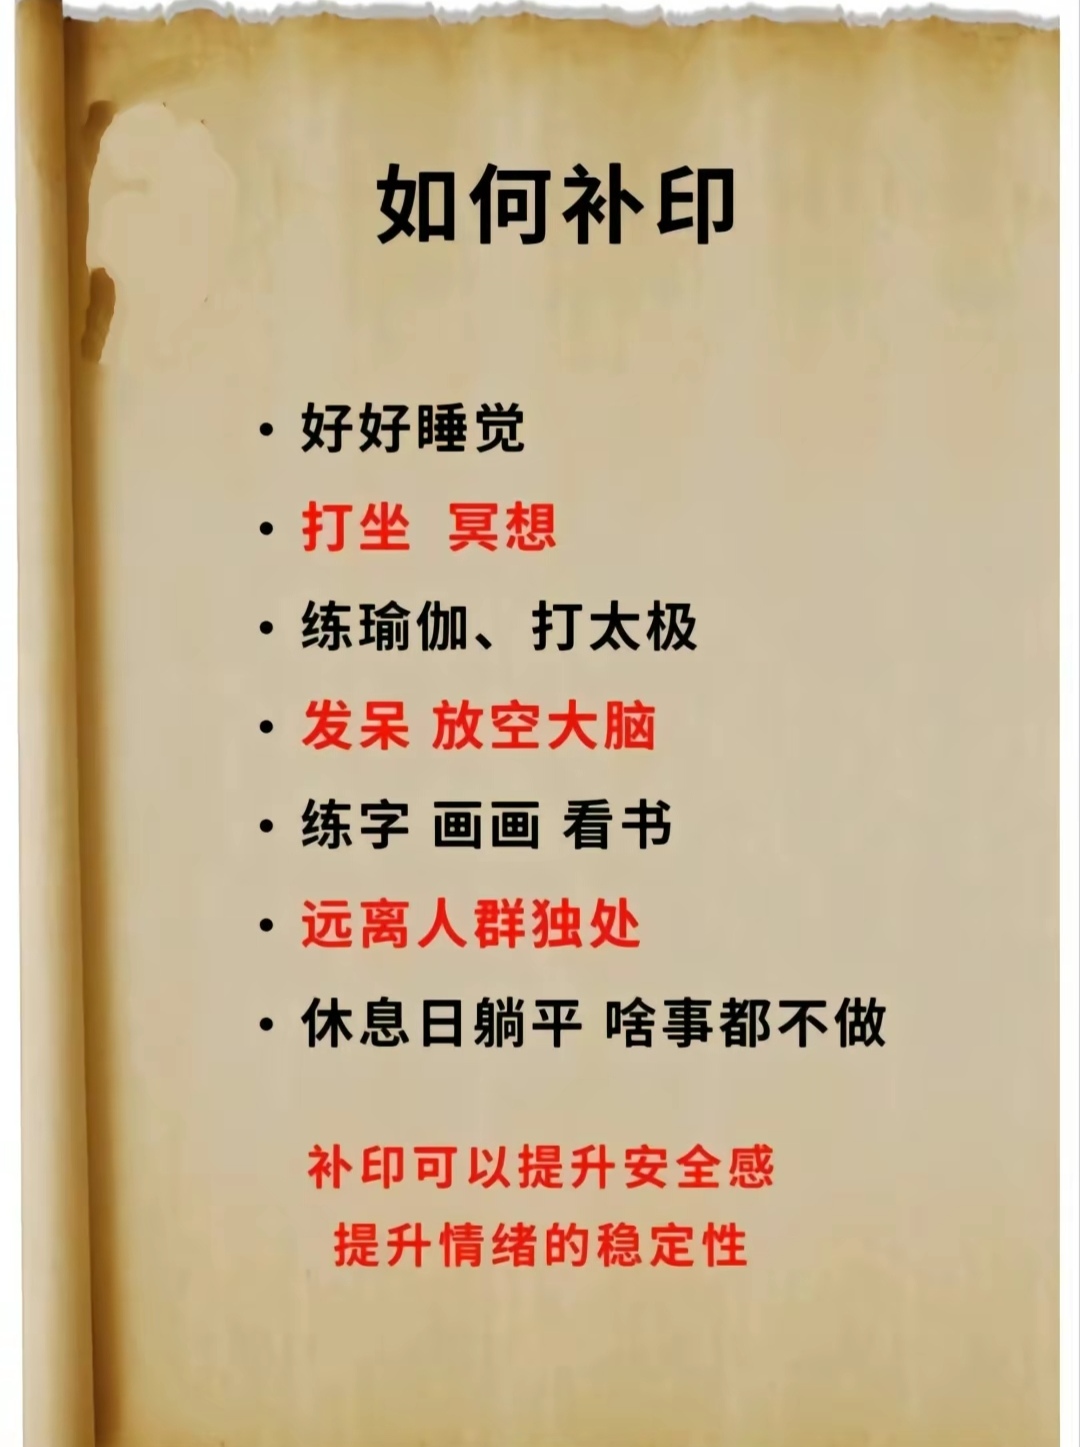 如何补印
• 好好睡觉
• 打坐 冥想
• 练瑜伽、打太极
• 发呆 放空大脑
• 练字 画画 看书
• 远离人群独处
• 休息日躺平 啥事都不做
补印可以提升安全感
提升情绪的稳定性